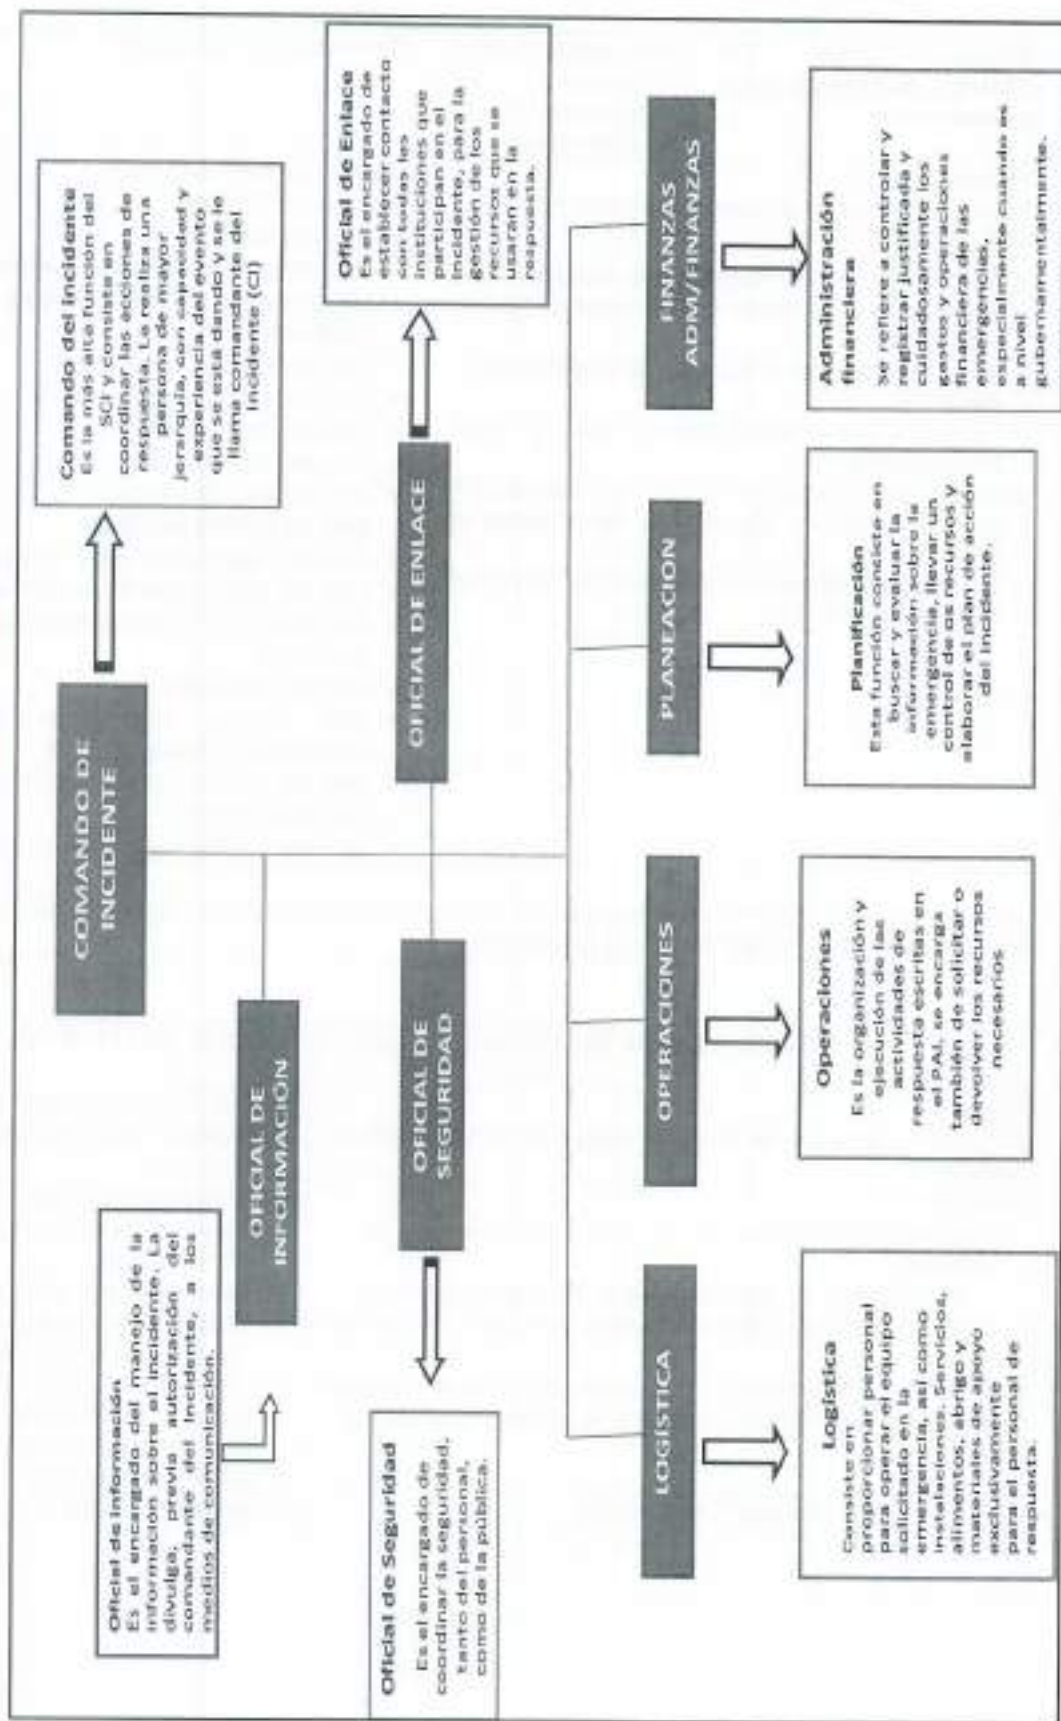 COMANDO DE
INCIDENTE
Comando del incidente
Es la más alta función del
SCI y consiste en
coordinar las acciones de
respuesta. La realiza una
persona de mayor
jerarquía, con capacidad y
experiencia del evento
que se está dando y se le
llama comandante del
Incidente (CI)
Oficial de información
Es el encargado del manejo de la
información sobre el incidente. La
divulga, previa autorización del
comandante del Incidente, a los
medios de comunicación.
OFICIAL DE
INFORMACIÓN
OFICIAL DE ENLACE
Oficial de Enlace
Es el encargado de
establecer contacto
con todas las
instituciones que
participan en el
Incidente, para la
gestión de los
recursos que se
usaran en la
respuesta.
Oficial de Seguridad
Es el encargado de
coordinar la seguridad,
tanto del personal,
como de la pública.
OFICIAL DE
SEGURIDAD
LOGÍSTICA
OPERACIONES
PLANEACION
FINANZAS
ADM/ FINANZAS
Logística
Consiste en
proporcionar personal
para operar el equipo
solicitado en la
emergencia, así como
instalaciones. Servicios,
alimentos, abrigo y
materiales de apoyo
exclusivamente
para el personal de
respuesta.
Operaciones
Es la organización y
ejecución de las
actividades de
respuesta escritas en
el PAI, se encarga
también de solicitar o
devolver los recursos
necesarios
Planificación
Esta función consiste en
buscar y evaluar la
información sobre la
emergencia, llevar un
control de os recursos y
elaborar el plan de acción
del Incidente.
Administración
financiera
Se refiere a controlar y
registrar justificada y
cuidadosamente los
gastos y operaciones
financiera de las
emergencias,
especialmente cuando es
a nivel
gubernamentalmente.